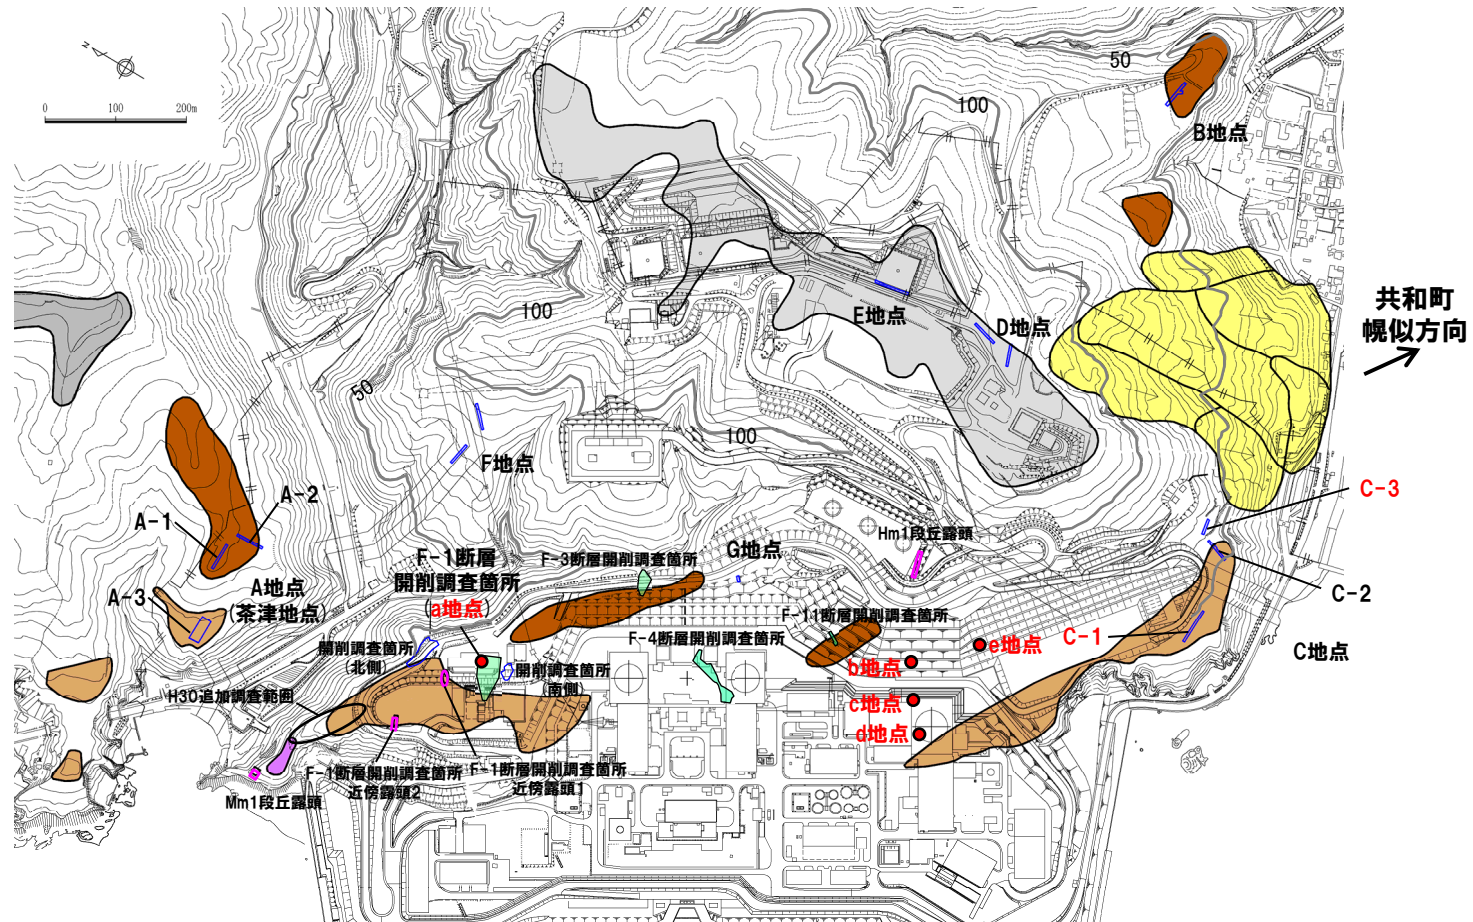 N
0 100 200m
50
100
B地点
共和町
幌似方向
E地点
D地点
100
50
100
F地点
C-3
A-2
A-1
Hm1段丘露頭
G地点
F-1断層
開削調査箇所
(a地点)
F-3断層開削調査箇所
A地点
(茶津地点)
A-3
C-2
F-11断層開削調査箇所
F-4断層開削調査箇所
C-1
e地点
C地点
開削調査箇所
(北側)
b地点
開削調査箇所
(南側)
H30追加調査範囲
c地点
d地点
F-1断層開削調査箇所
近傍露頭2
F-1断層開削調査箇所
近傍露頭1
Mm1段丘露頭